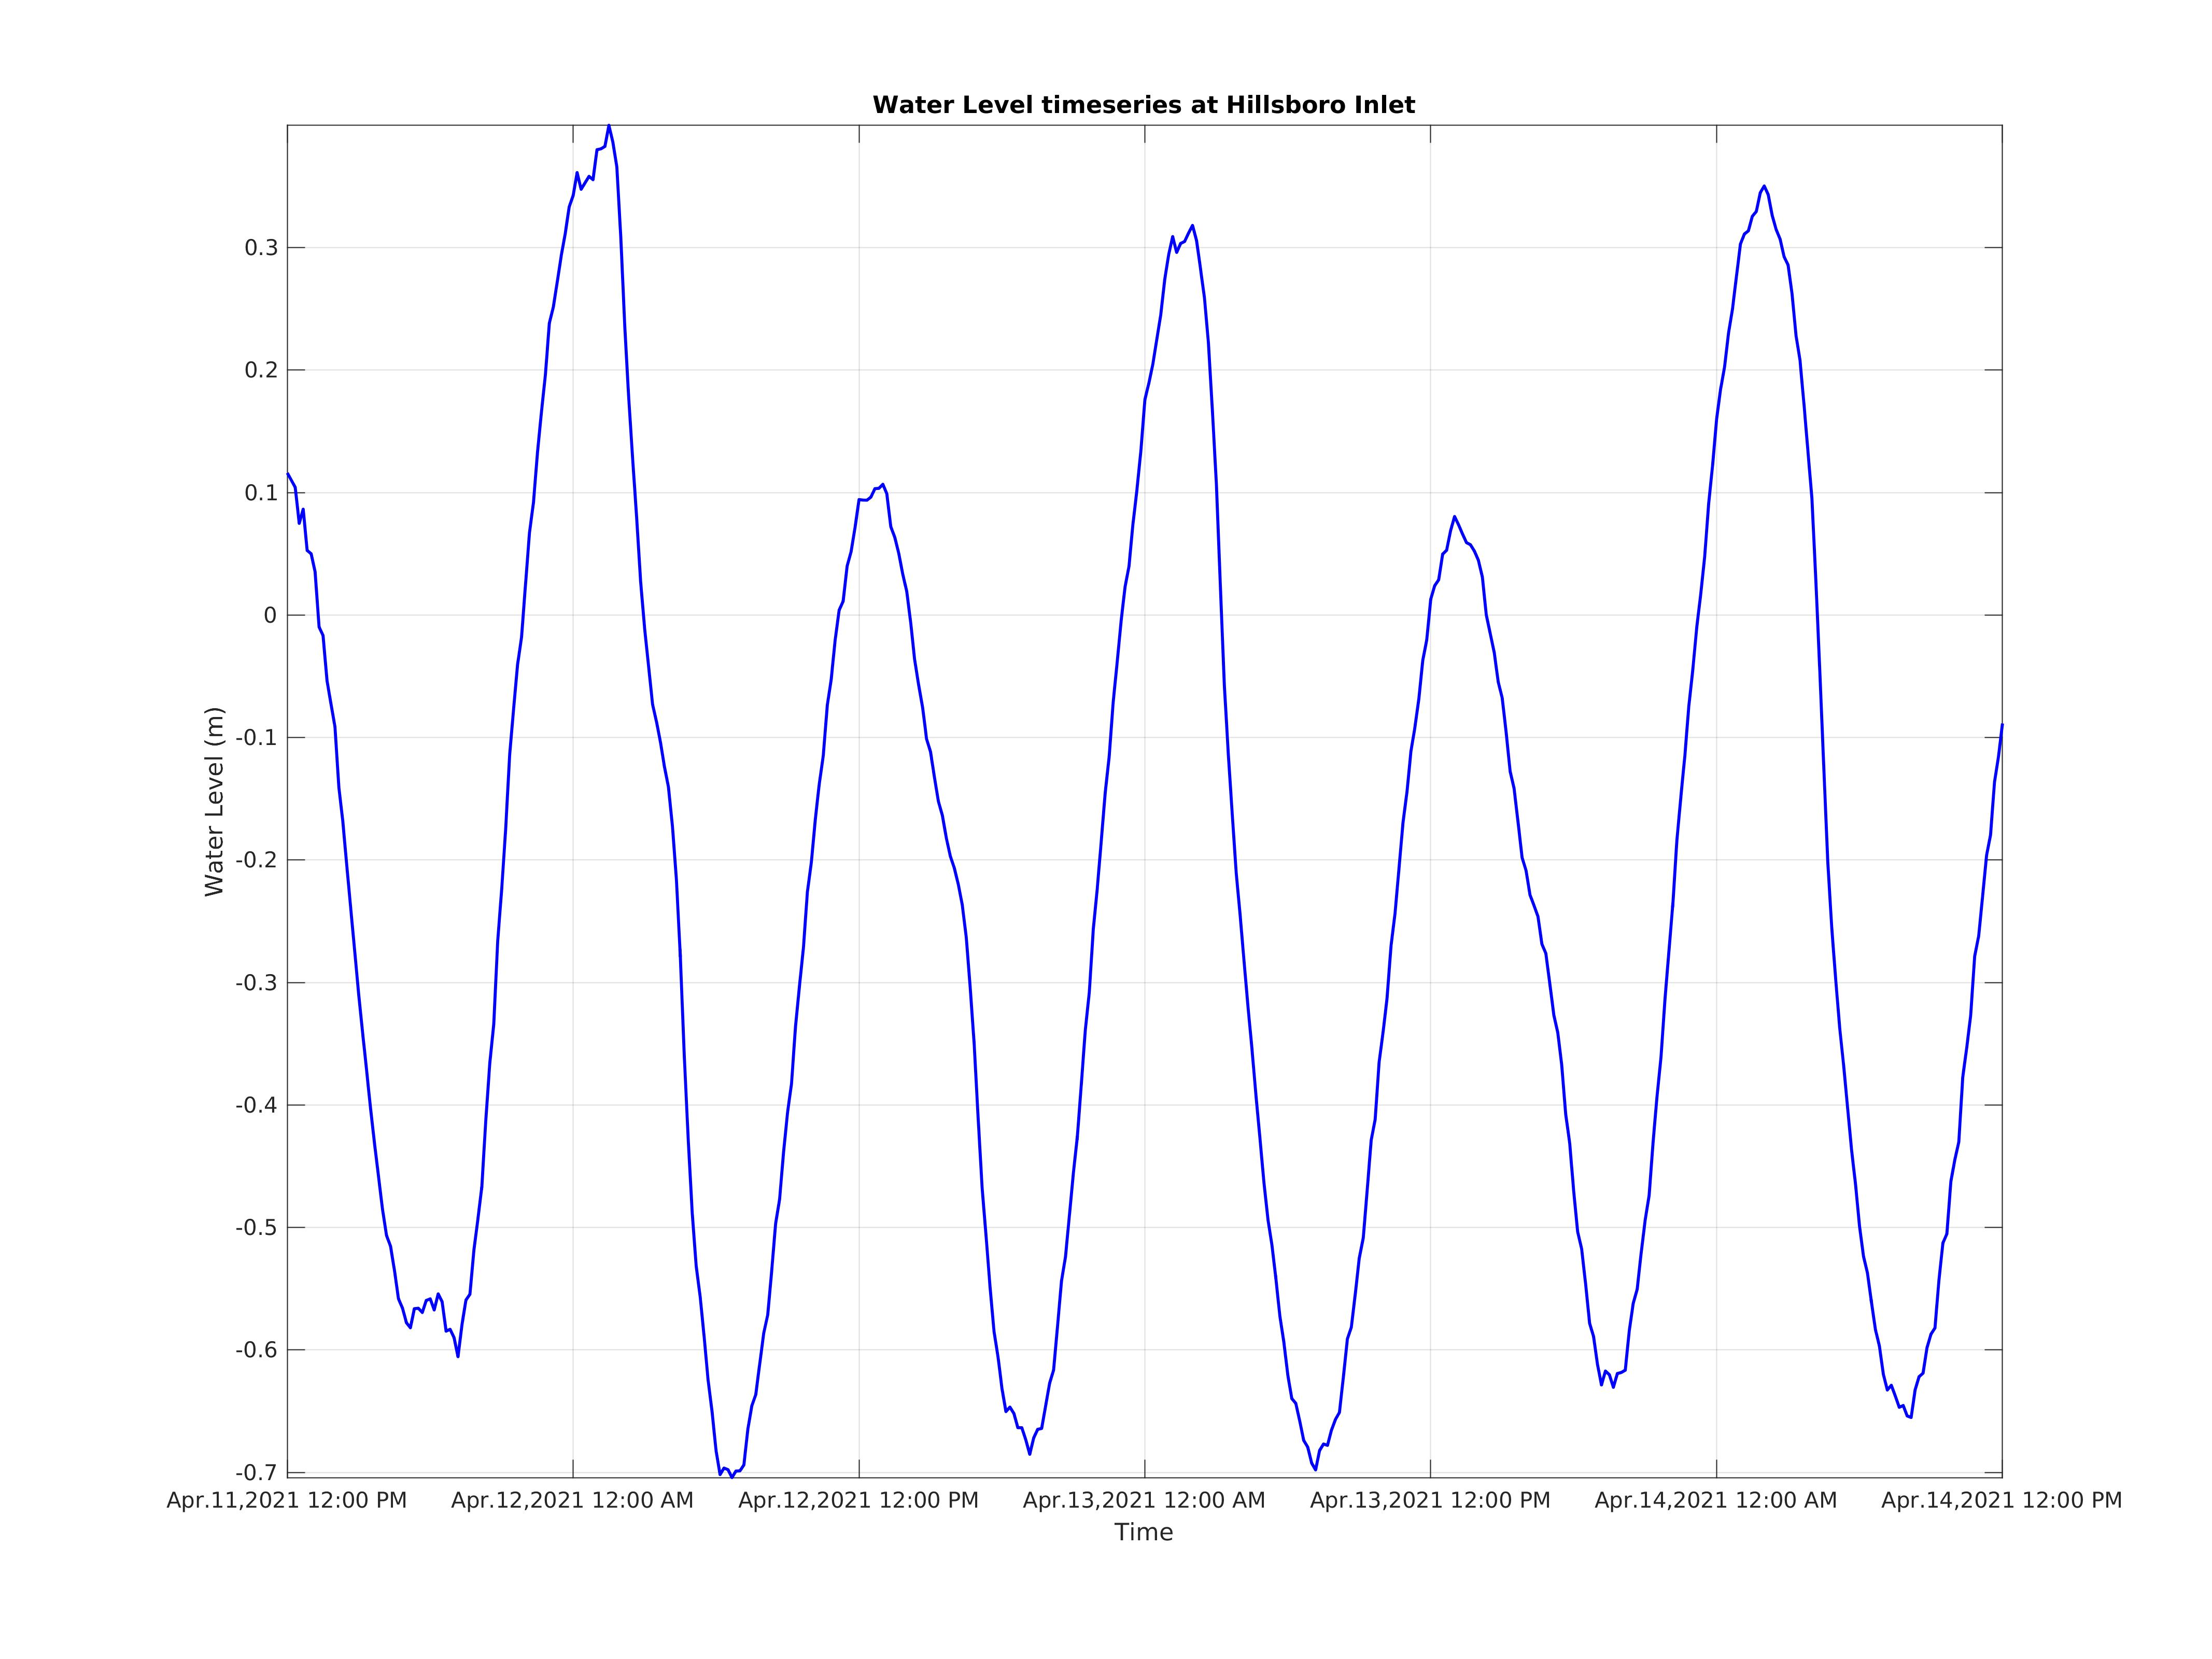 Water Level timeseries at Hillsboro Inlet
0.3
0.2
0.1
0
-0.1
-0.2
-0.3
-0.4
-0.5
-0.6
-0.7
Water Level (m)
Apr.11,2021 12:00 PM Apr.12,2021 12:00 AM Apr.12,2021 12:00 PM Apr.13,2021 12:00 AM Apr.13,2021 12:00 PM Apr.14,2021 12:00 AM Apr.14,2021 12:00 PM
Time